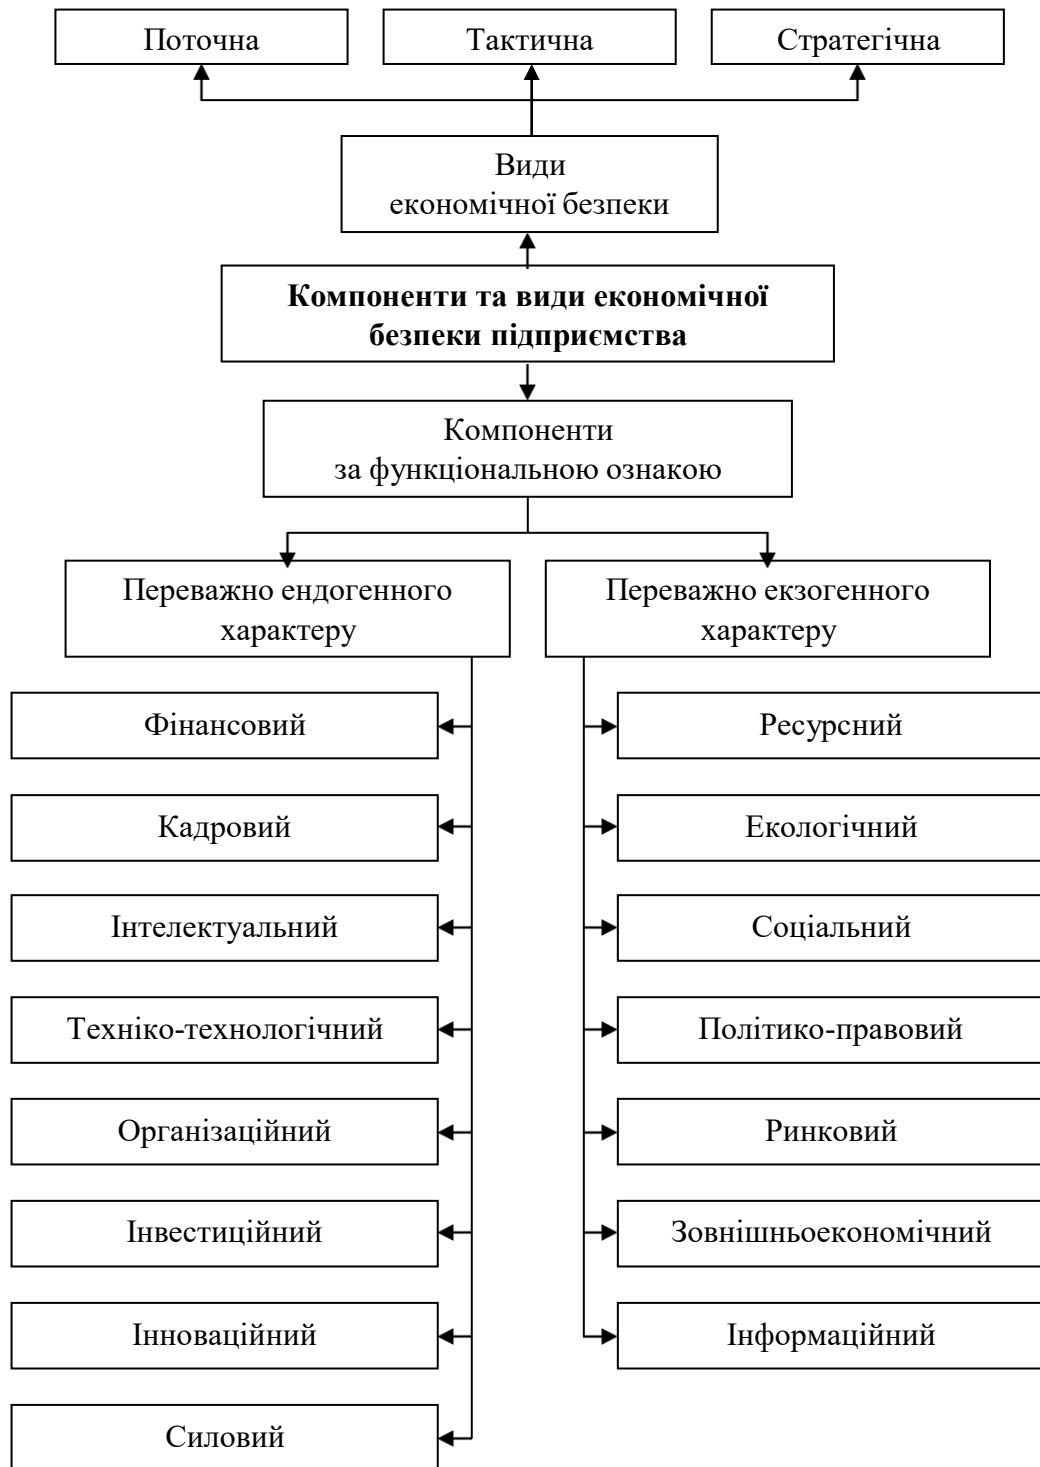 Поточна
Тактична
Стратегічна
Види
економічної безпеки
Компоненти та види економічної
безпеки підприємства
Компоненти
за функціональною ознакою
Переважно ендогенного
характеру
Переважно екзогенного
характеру
Фінансовий
Ресурсний
Кадровий
Екологічний
Інтелектуальний
Соціальний
Техніко-технологічний
Політико-правовий
Організаційний
Ринковий
Інвестиційний
Зовнішньоекономічний
Інноваційний
Інформаційний
Силовий